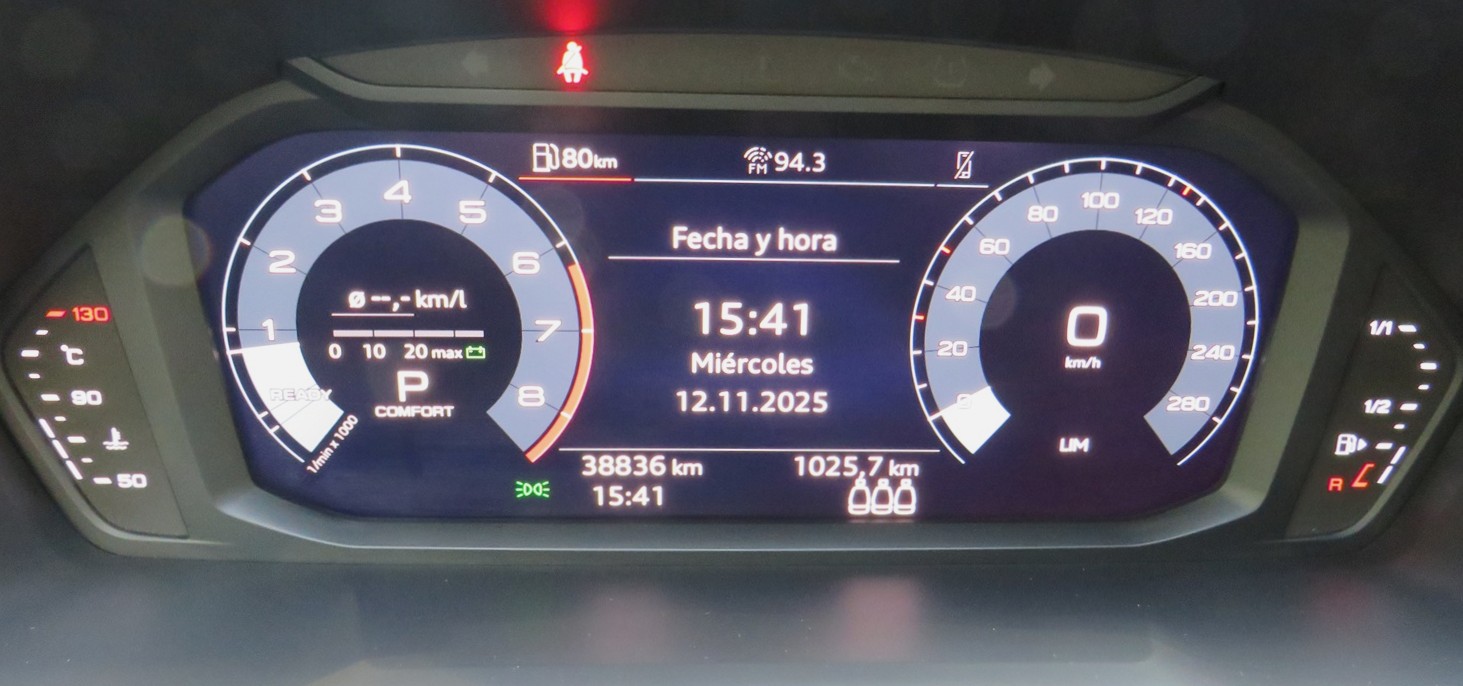 80km
FM 94.3
Fecha y hora
15:41
Miércoles
12.11.2025
38836 km
1025,7 km
15:41
1
2
3
4
5
6
7
8
READY
1/min x 1000
ø --,- km/l
0 10 20 max
P
COMFORT
0
20
40
60
80
100
120
160
200
240
280
0
km/h
LIM
130
°C
90
50
1/1
1/2
R